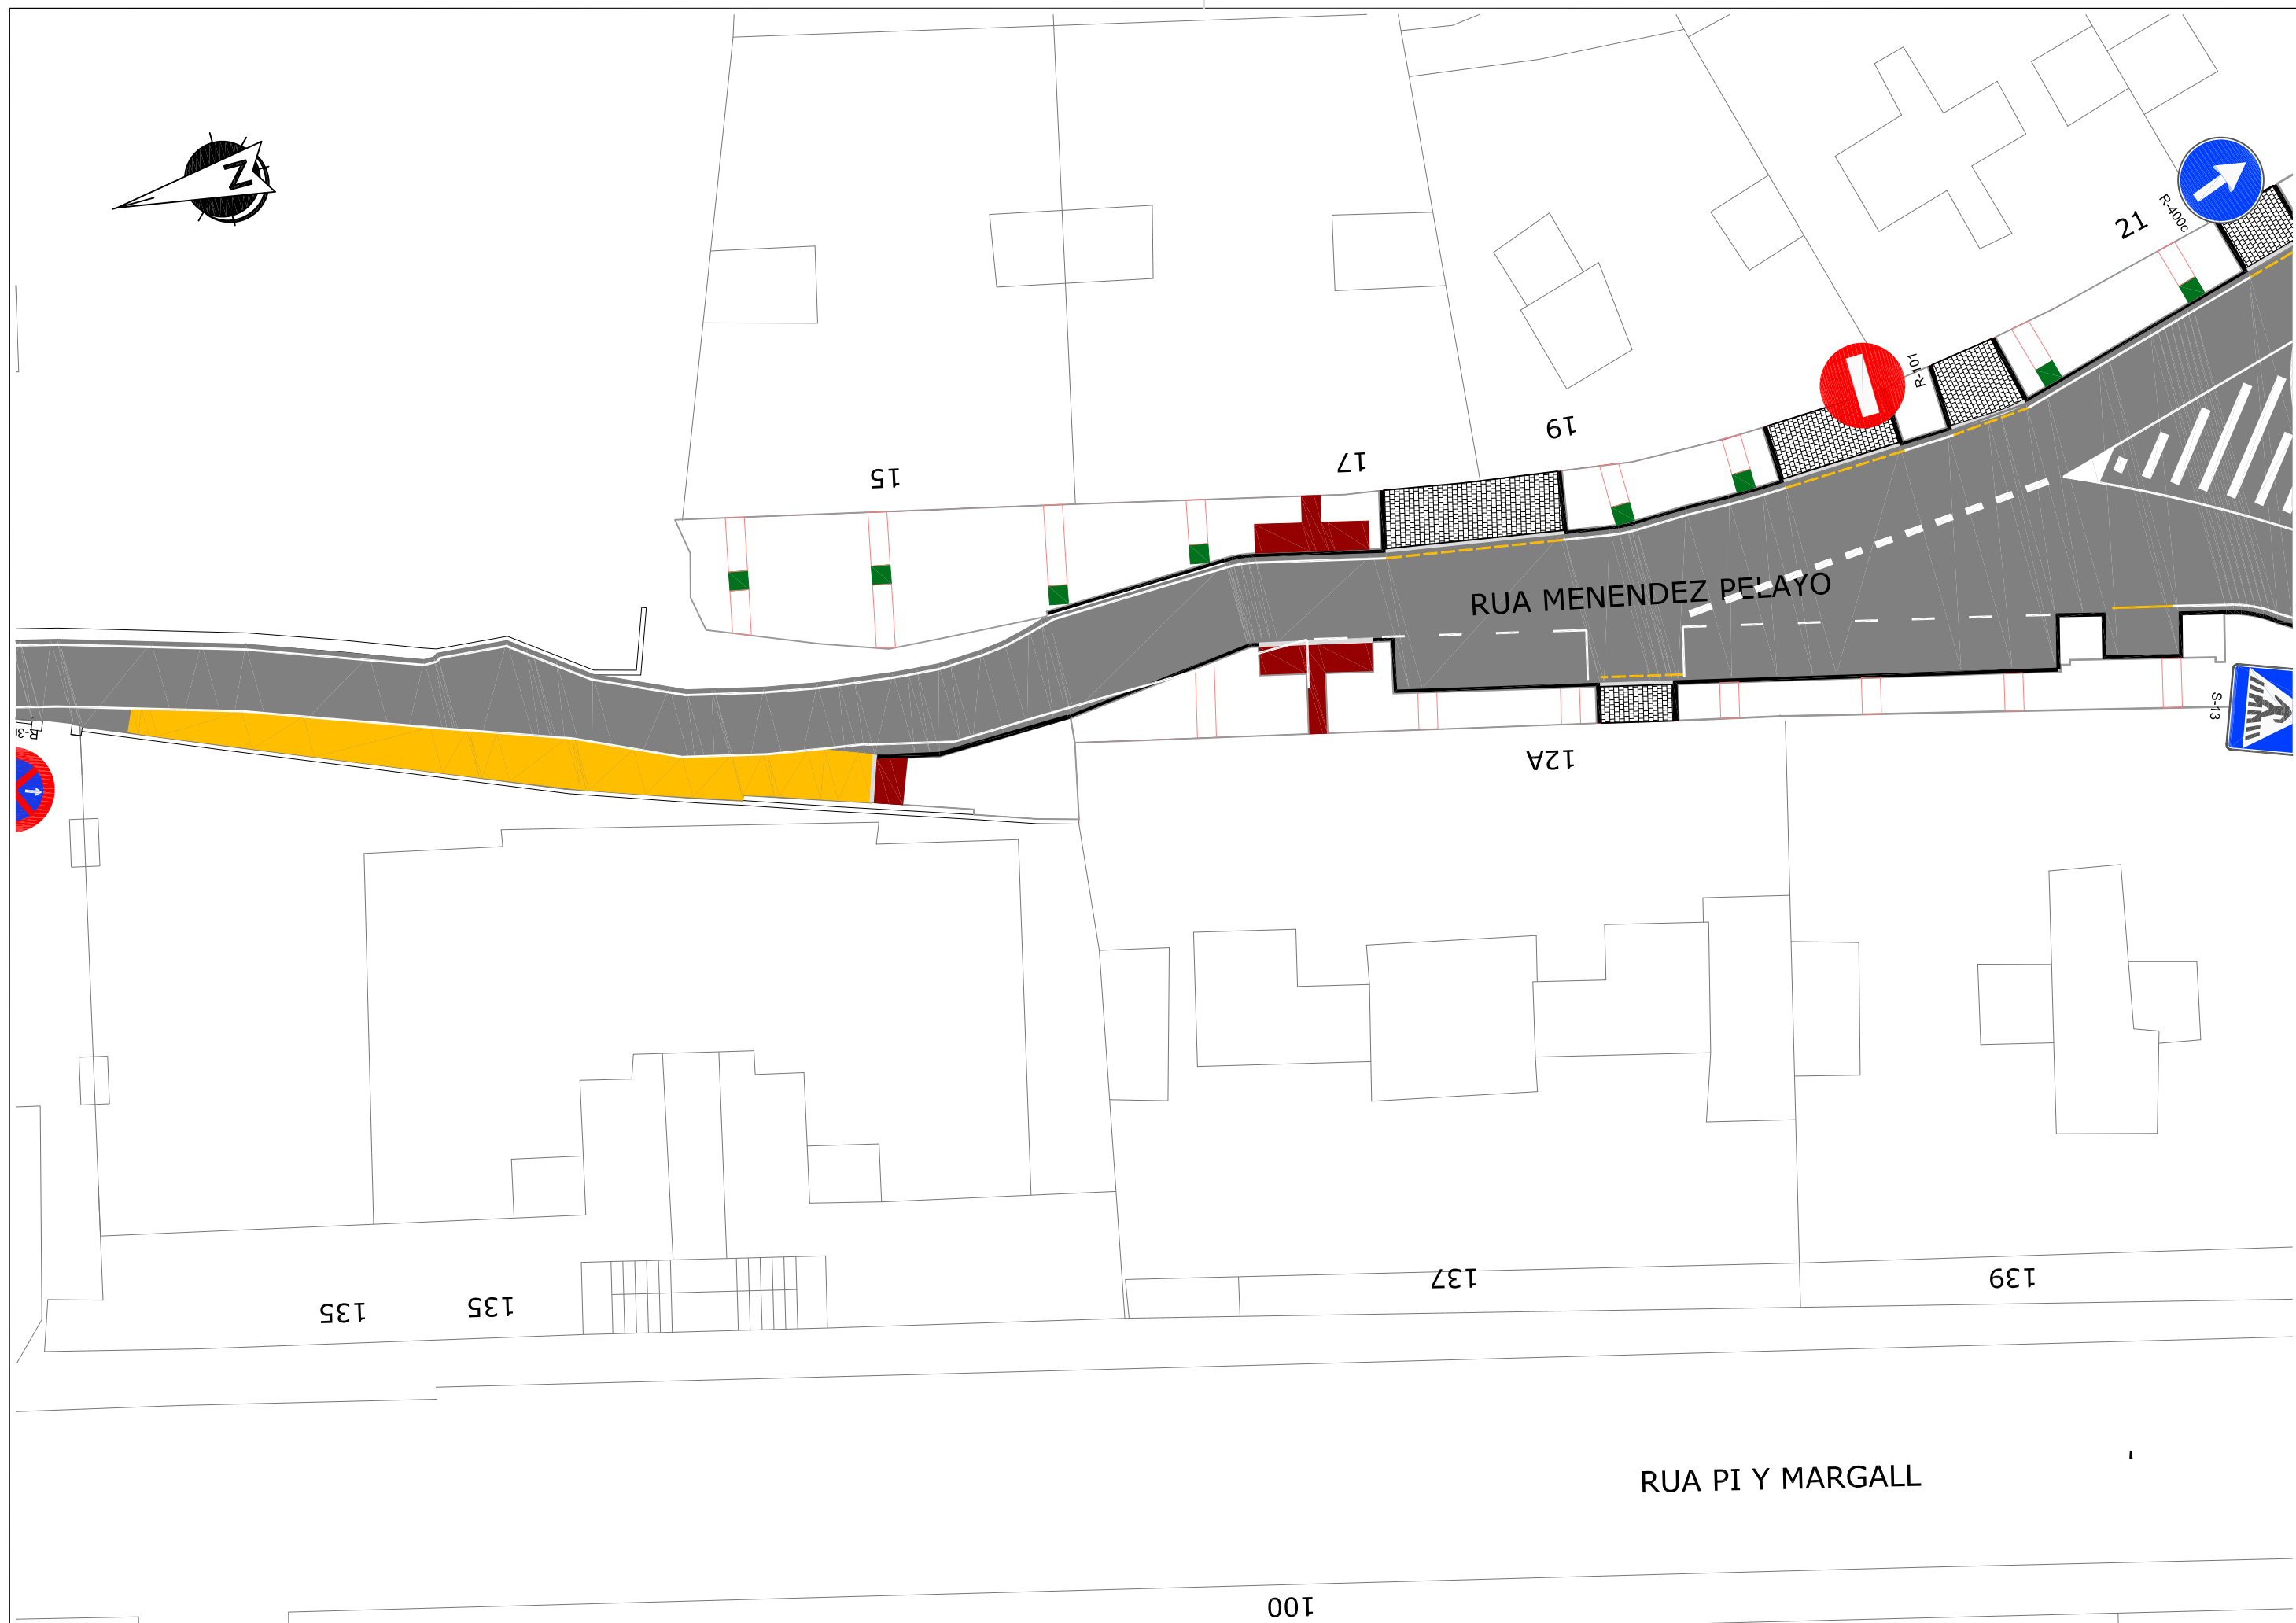 N
21
R-400c
R-101
19
17
15
RUA MENENDEZ PELAYO
S-13
12A
137
139
135
135
RUA PI Y MARGALL
100